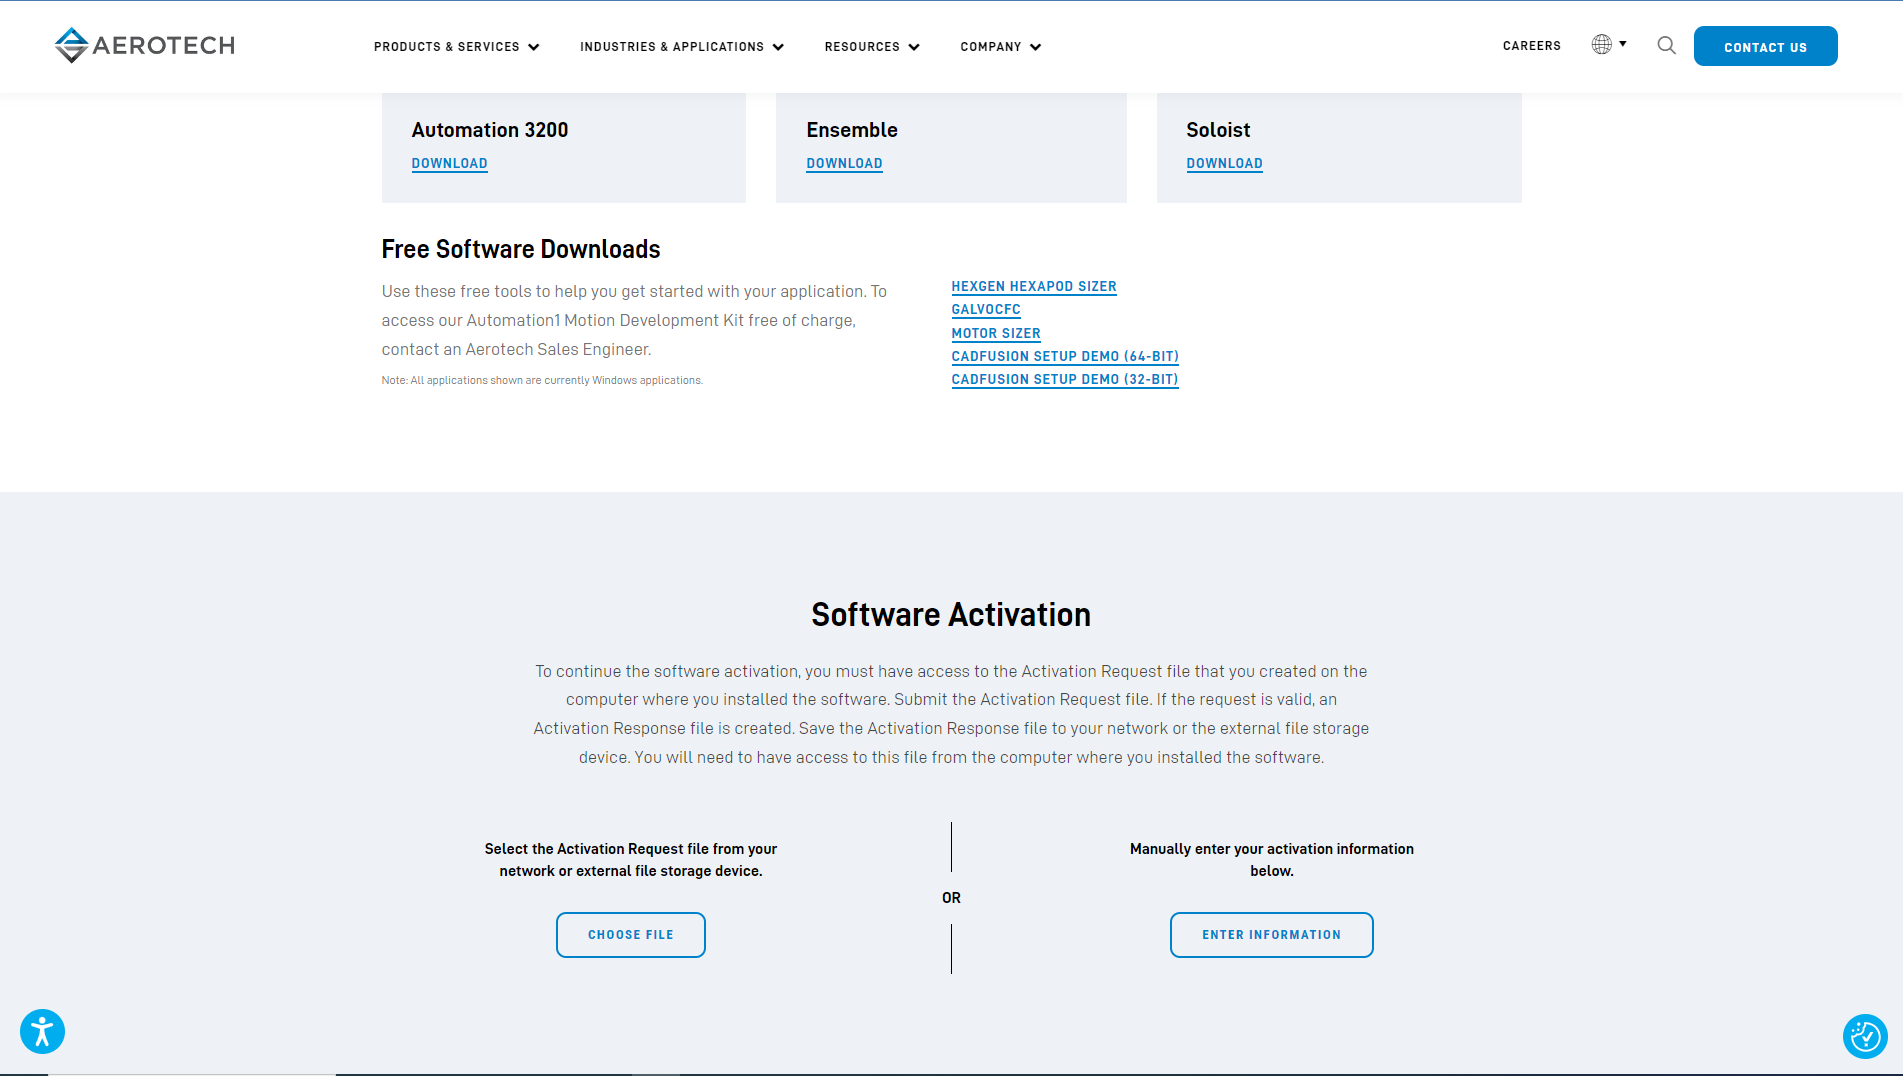 AEROTECH
PRODUCTS & SERVICES
INDUSTRIES & APPLICATIONS
RESOURCES
COMPANY
CAREERS
CONTACT US
Automation 3200
DOWNLOAD
Ensemble
DOWNLOAD
Soloist
DOWNLOAD
Free Software Downloads
Use these free tools to help you get started with your application. To
access our Automation1 Motion Development Kit free of charge,
contact an Aerotech Sales Engineer.
Note: All applications shown are currently Windows applications.
HEXGEN HEXAPOD SIZER
GALVOCFC
MOTOR SIZER
CADFUSION SETUP DEMO (64-BIT)
CADFUSION SETUP DEMO (32-BIT)
Software Activation
To continue the software activation, you must have access to the Activation Request file that you created on the
computer where you installed the software. Submit the Activation Request file. If the request is valid, an
Activation Response file is created. Save the Activation Response file to your network or the external file storage
device. You will need to have access to this file from the computer where you installed the software.
Select the Activation Request file from your
network or external file storage device.
CHOOSE FILE
OR
Manually enter your activation information
below.
ENTER INFORMATION